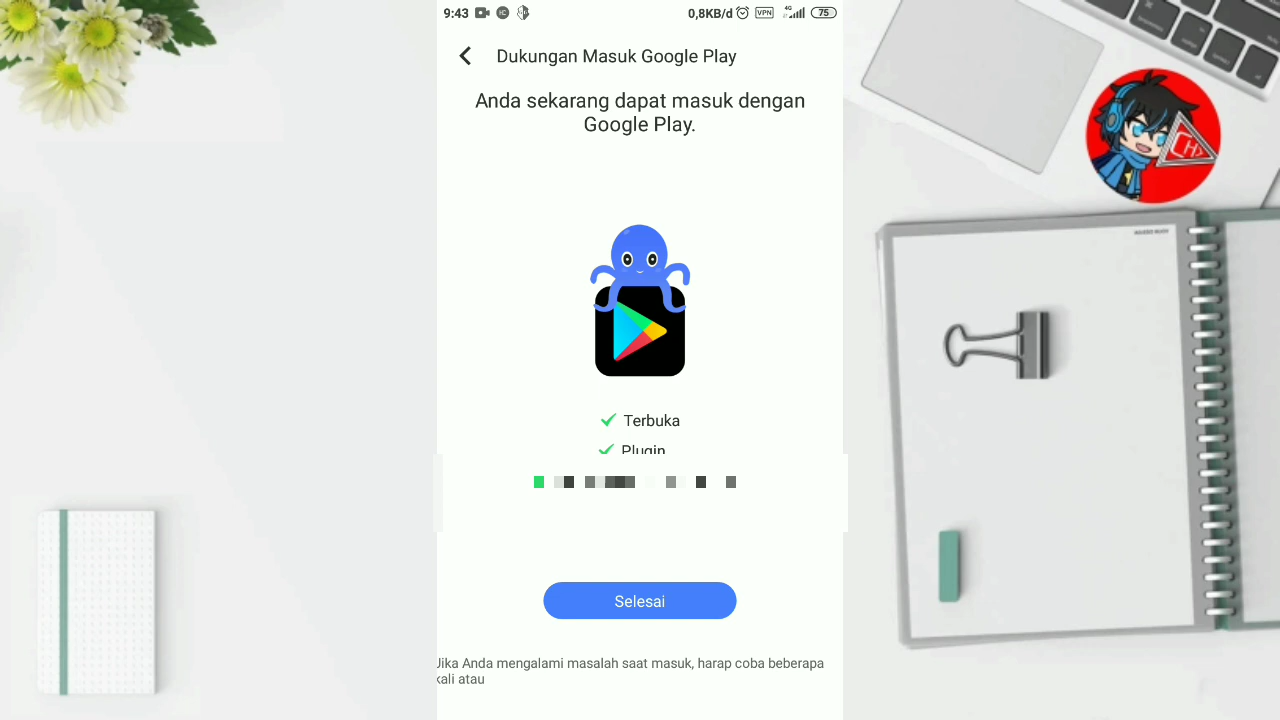 9:43
0,8KB/d
VPN
4G
75
Dukungan Masuk Google Play
Anda sekarang dapat masuk dengan
Google Play.
Terbuka
Plugin
Selesai
Jika Anda mengalami masalah saat masuk, harap coba beberapa
kali atau